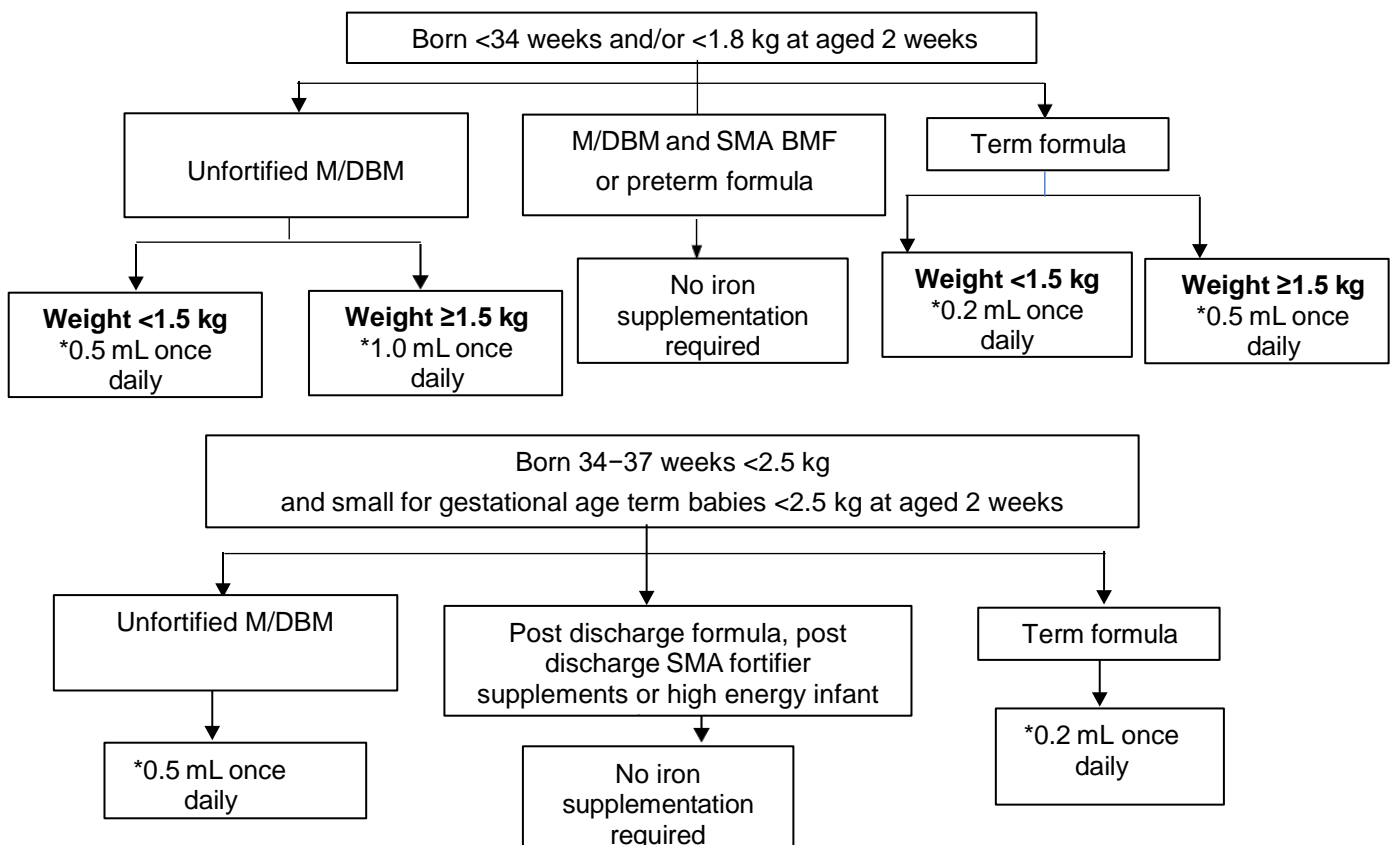 Born <34 weeks and/or <1.8 kg at aged 2 weeks
Unfortified M/DBM
M/DBM and SMA BMF
or preterm formula
Term formula
Weight <1.5 kg
*0.5 mL once
daily
Weight ≥1.5 kg
*1.0 mL once
daily
No iron
supplementation
required
Weight <1.5 kg
*0.2 mL once
daily
Weight ≥1.5 kg
*0.5 mL once
daily
Born 34−37 weeks <2.5 kg
and small for gestational age term babies <2.5 kg at aged 2 weeks
Unfortified M/DBM
Post discharge formula, post
discharge SMA fortifier
supplements or high energy infant
Term formula
*0.5 mL once
daily
No iron
supplementation
required
*0.2 mL once
daily